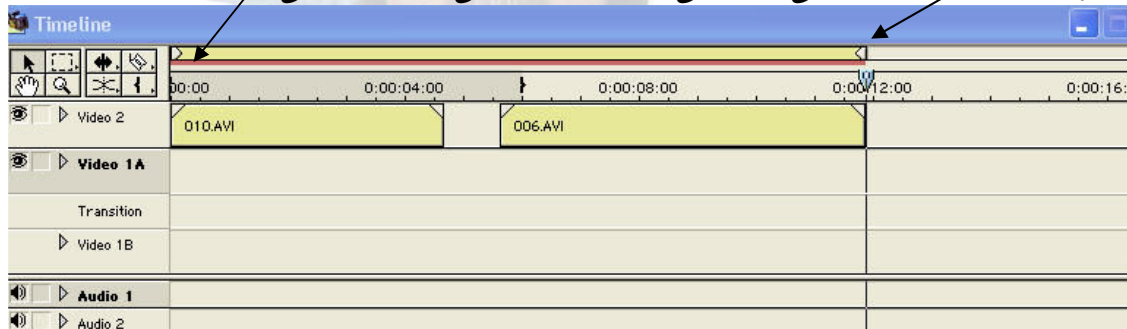 Timeline
00:00 0:00:04:00 0:00:08:00 0:00:12:00 0:00:16:
Video 2
010.AVI 006.AVI
Video 1A
Transition
Video 1B
Audio 1
Audio 2